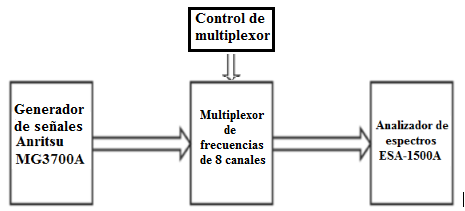 Control de
multiplexor
Generador
de señales
Anritsu
MG3700A
Multiplexor
de
frecuencias
de 8 canales
Analizador de
espectros
ESA-1500A